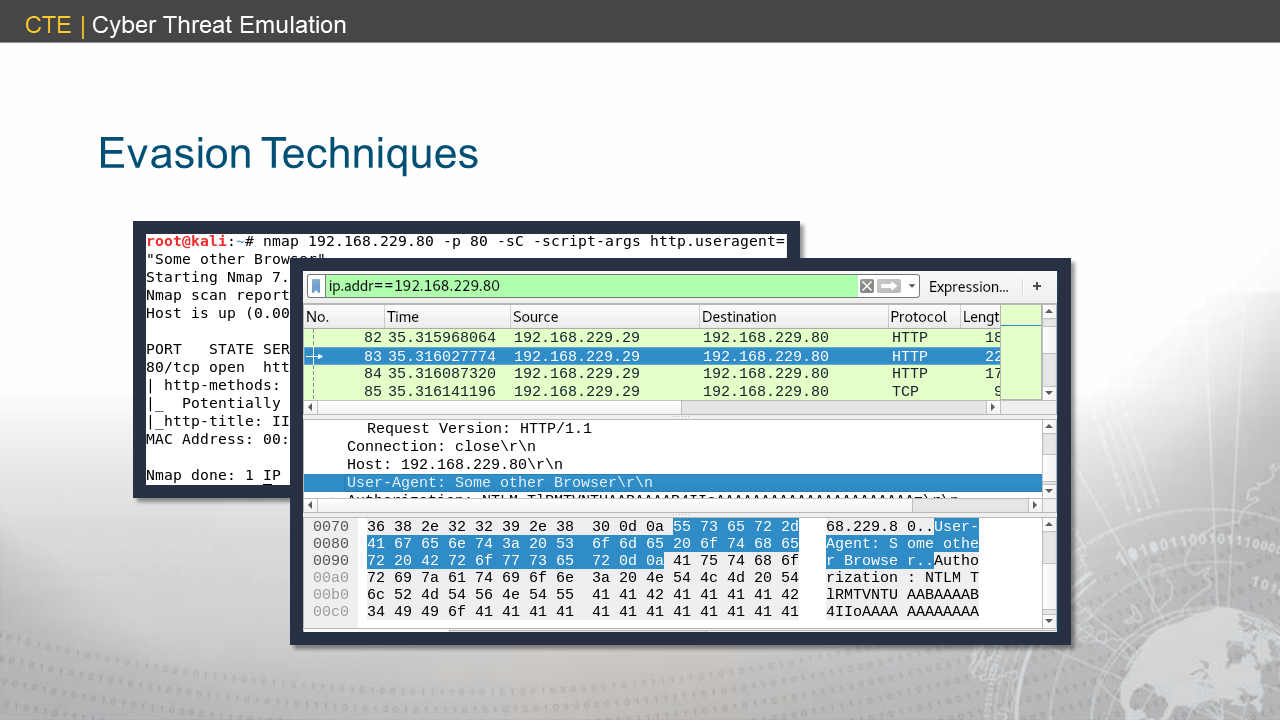 CTE | Cyber Threat Emulation
Evasion Techniques
root@kali:~# nmap 192.168.229.80 -p 80 -sC -script-args http.useragent=
"Some other Browser"
Starting Nmap 7.
Nmap scan report
Host is up (0.00
PORT STATE SER
80/tcp open htt
| http-methods:
|_ Potentially
|_http-title: II
MAC Address: 00:
Nmap done: 1 IP
ip.addr==192.168.229.80
Expression... +
No. Time Source Destination Protocol Lengt
82 35.315968064 192.168.229.29 192.168.229.80 HTTP 18
83 35.316027774 192.168.229.29 192.168.229.80 HTTP 22
84 35.316087320 192.168.229.29 192.168.229.80 HTTP 17
85 35.316141196 192.168.229.29 192.168.229.80 TCP 9
Request Version: HTTP/1.1
Connection: close\r\n
Host: 192.168.229.80\r\n
User-Agent: Some other Browser\r\n
0070 36 38 2e 32 32 39 2e 38 30 0d 0a 55 73 65 72 2d 68.229.8 0..User-
0080 41 67 65 6e 74 3a 20 53 6f 6d 65 20 6f 74 68 65 Agent: S ome othe
0090 72 20 42 72 6f 77 73 65 72 0d 0a 41 75 74 68 6f r Browse r..Autho
00a0 72 69 7a 61 74 69 6f 6e 3a 20 4e 54 4c 4d 20 54 rization : NTLM T
00b0 6c 52 4d 54 56 4e 54 55 41 41 42 41 41 41 41 42 lRMTVNTU AABAAAAB
00c0 34 49 49 6f 41 41 41 41 41 41 41 41 41 41 41 41 4IIoAAAA AAAAAAAA